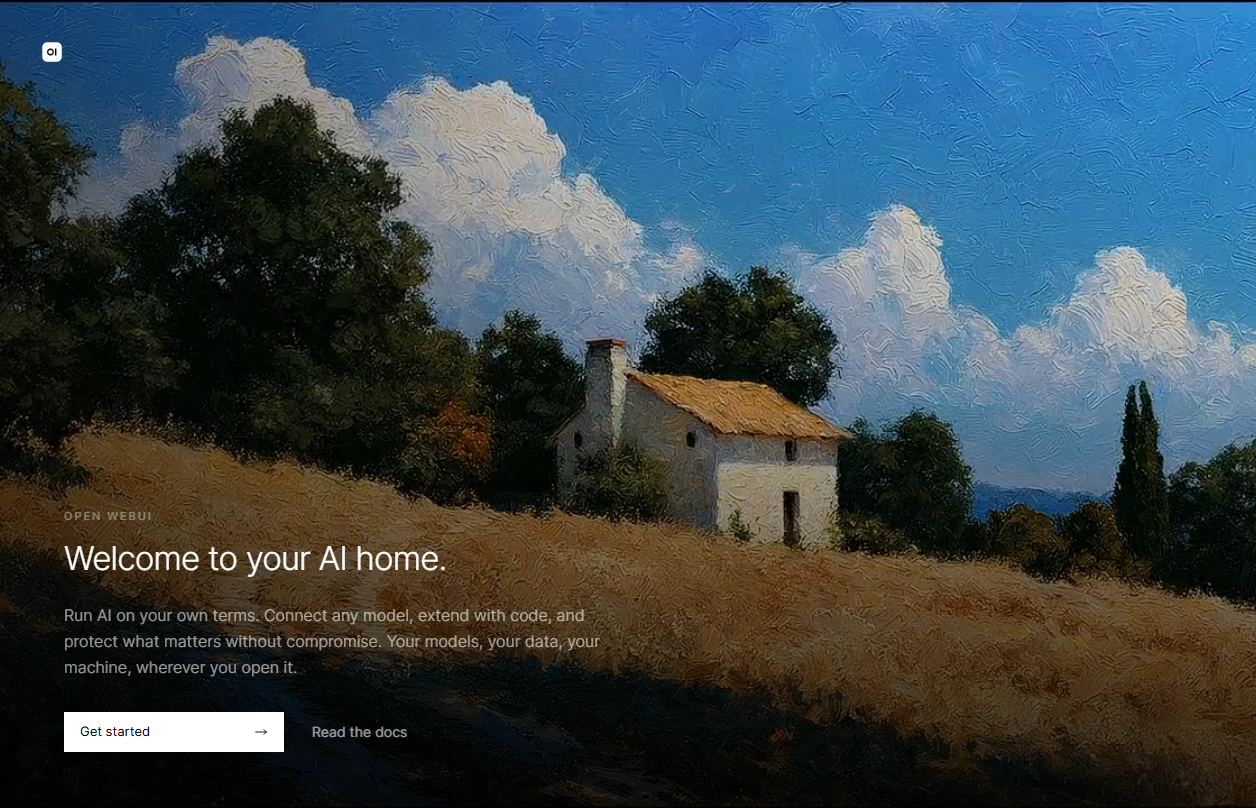 OI
OPEN WEBUI
Welcome to your AI home.
Run AI on your own terms. Connect any model, extend with code, and
protect what matters without compromise. Your models, your data, your
machine, wherever you open it.
Get started →
Read the docs